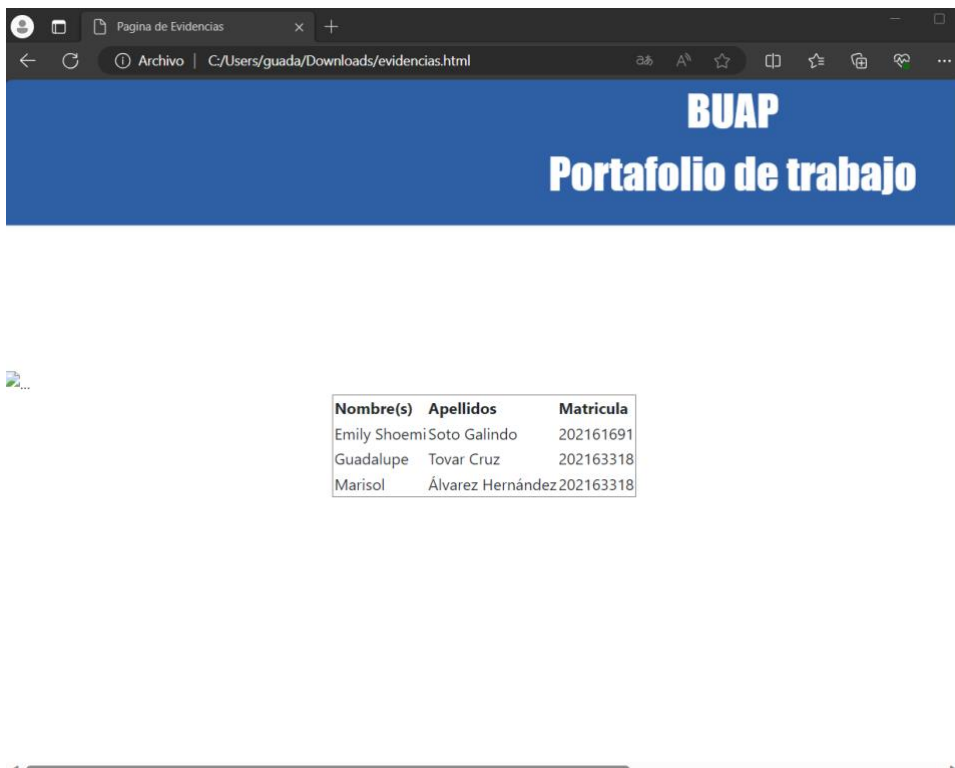 Pagina de Evidencias
Archivo | C:/Users/guada/Downloads/evidencias.html
BUAP
Portafolio de trabajo
...
Nombre(s) Apellidos Matricula
Emily Shoemi Soto Galindo 202161691
Guadalupe Tovar Cruz 202163318
Marisol Álvarez Hernández 202163318